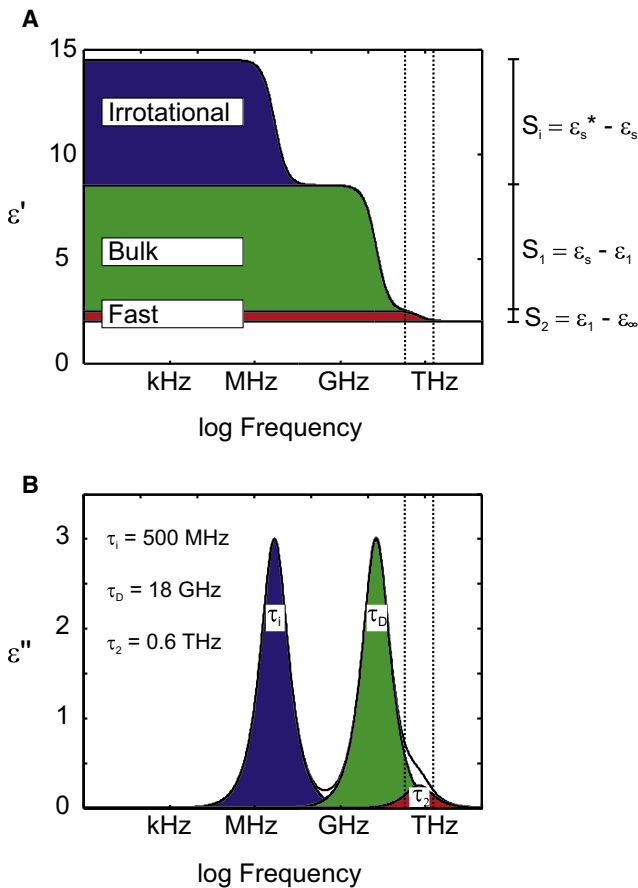 A
15
10
5
0
ε'
Irrotational
Bulk
Fast
S_i = ε_s* - ε_s
S_1 = ε_s - ε_1
S_2 = ε_1 - ε_∞
kHz MHz GHz THz
log Frequency
B
3
2
1
0
ε"
τ_i = 500 MHz
τ_D = 18 GHz
τ_2 = 0.6 THz
τ_i
τ_D
τ_2
kHz MHz GHz THz
log Frequency